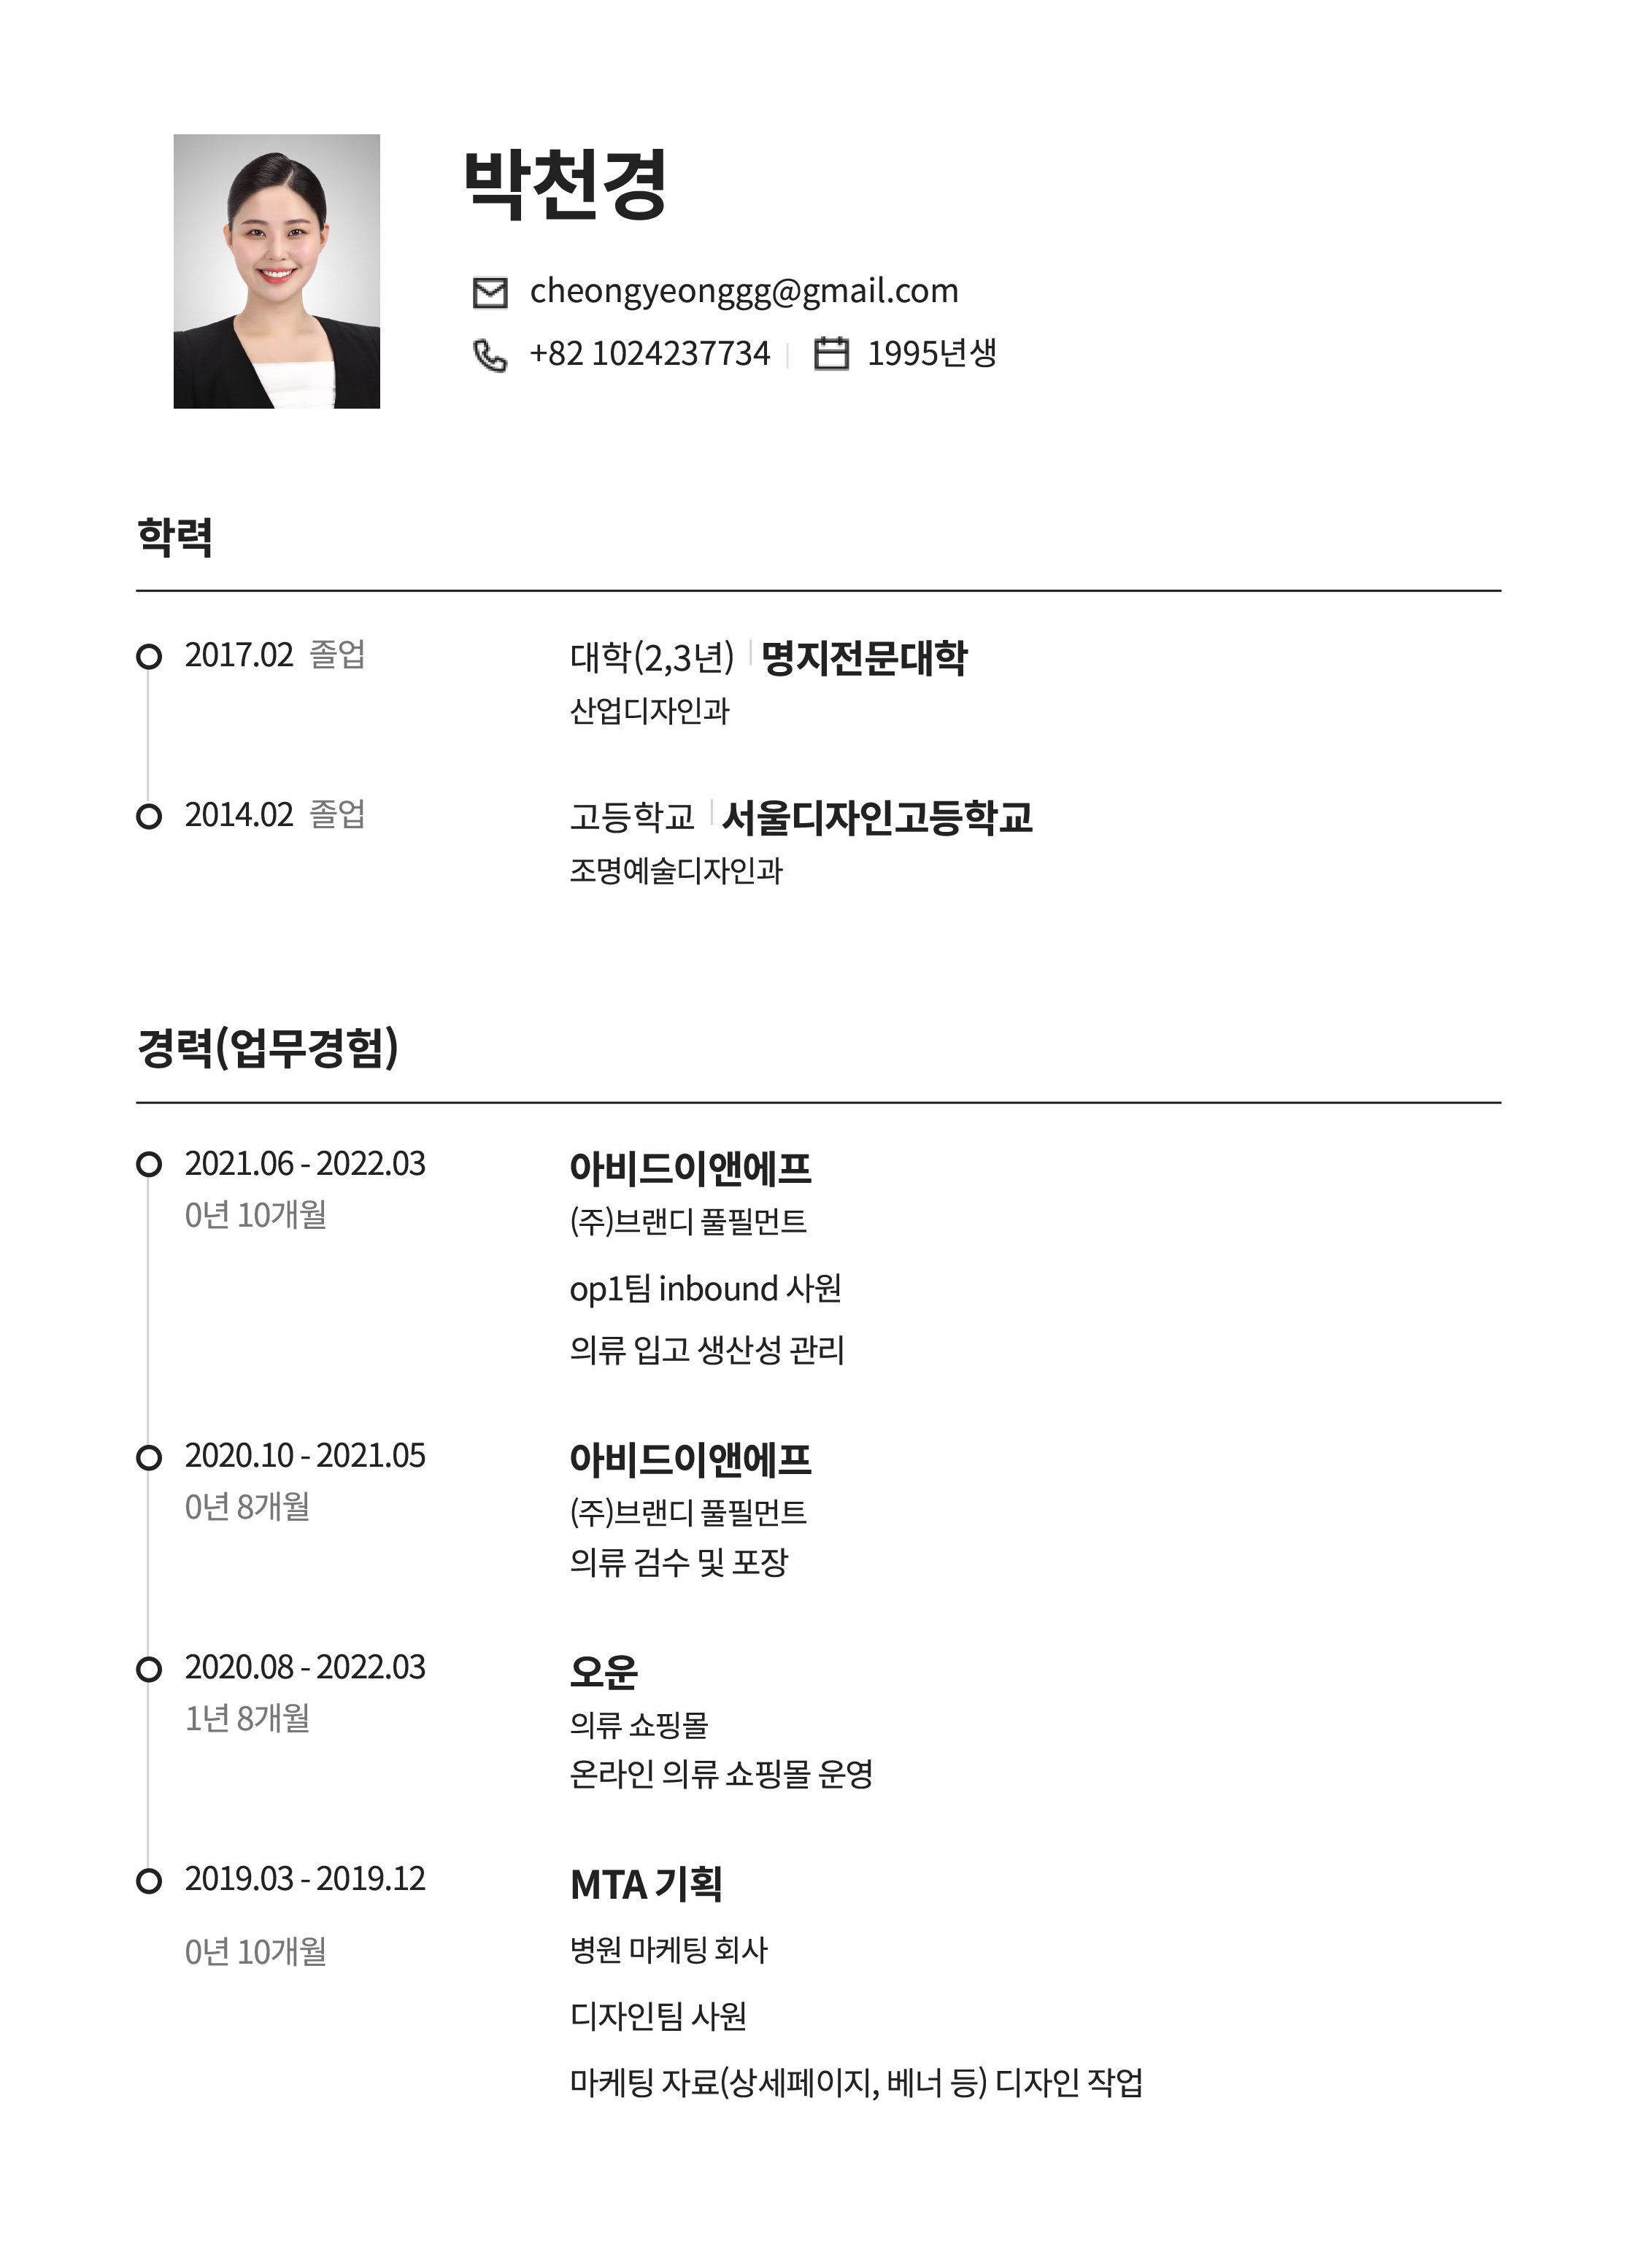 박천경
cheongyeonggg@gmail.com
+82 1024237734 1995년생
학력
2017.02 졸업 대학(2,3년) 명지전문대학
산업디자인과
2014.02 졸업 고등학교 서울디자인고등학교
조명예술디자인과
경력(업무경험)
2021.06 - 2022.03 아비드이앤에프
0년 10개월 (주)브랜디 풀필먼트
op1팀 inbound 사원
의류 입고 생산성 관리
2020.10 - 2021.05 아비드이앤에프
0년 8개월 (주)브랜디 풀필먼트
의류 검수 및 포장
2020.08 - 2022.03 오운
1년 8개월 의류 쇼핑몰
온라인 의류 쇼핑몰 운영
2019.03 - 2019.12 MTA 기획
0년 10개월 병원 마케팅 회사
디자인팀 사원
마케팅 자료(상세페이지, 베너 등) 디자인 작업